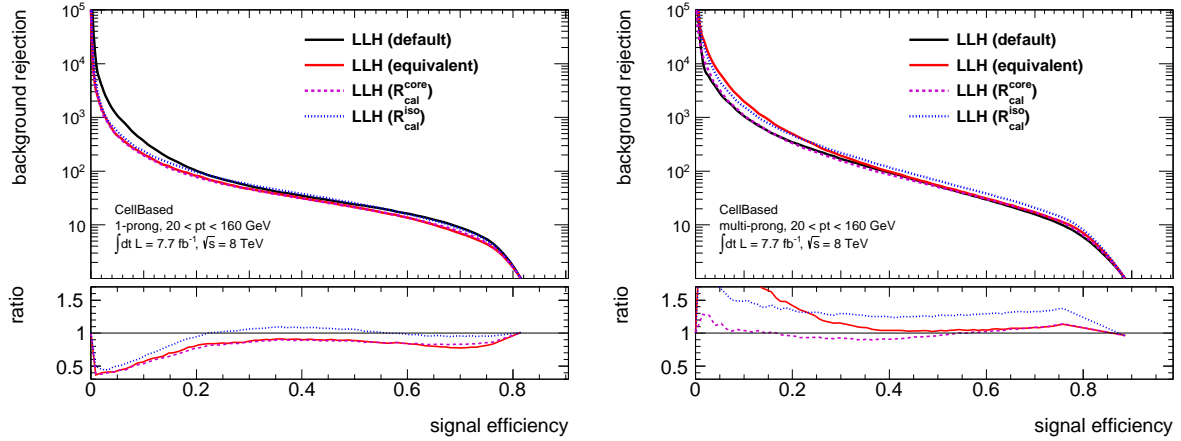 background rejection
10^5
10^4
10^3
10^2
10
LLH (default)
LLH (equivalent)
LLH (R_cal^core)
LLH (R_cal^iso)
CellBased
1-prong, 20 < pt < 160 GeV
∫dt L = 7.7 fb^-1, √s = 8 TeV
ratio
1.5
1
0.5
0 0.2 0.4 0.6 0.8
signal efficiency
background rejection
10^5
10^4
10^3
10^2
10
LLH (default)
LLH (equivalent)
LLH (R_cal^core)
LLH (R_cal^iso)
CellBased
multi-prong, 20 < pt < 160 GeV
∫dt L = 7.7 fb^-1, √s = 8 TeV
ratio
1.5
1
0.5
0 0.2 0.4 0.6 0.8
signal efficiency